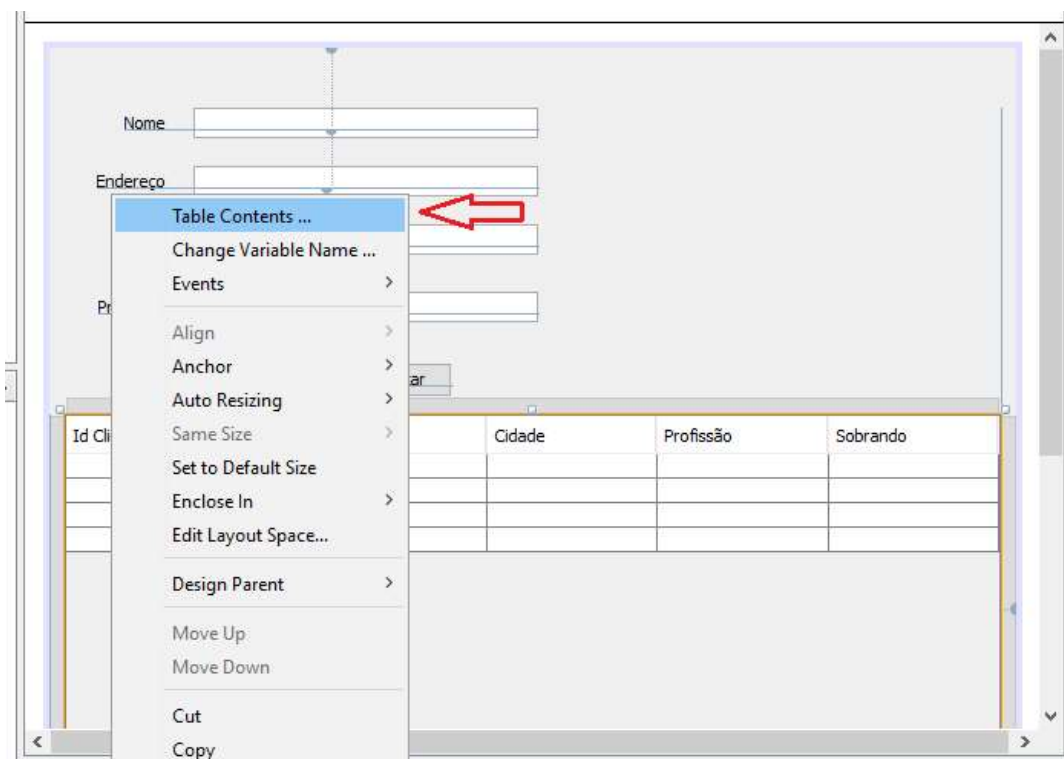 Nome
Endereço
Table Contents ...
Change Variable Name ...
Events
Pr
Align
Anchor
ar
Auto Resizing
Id Cli
Same Size
Cidade
Profissão
Sobrando
Set to Default Size
Enclose In
Edit Layout Space...
Design Parent
Move Up
Move Down
Cut
Copy